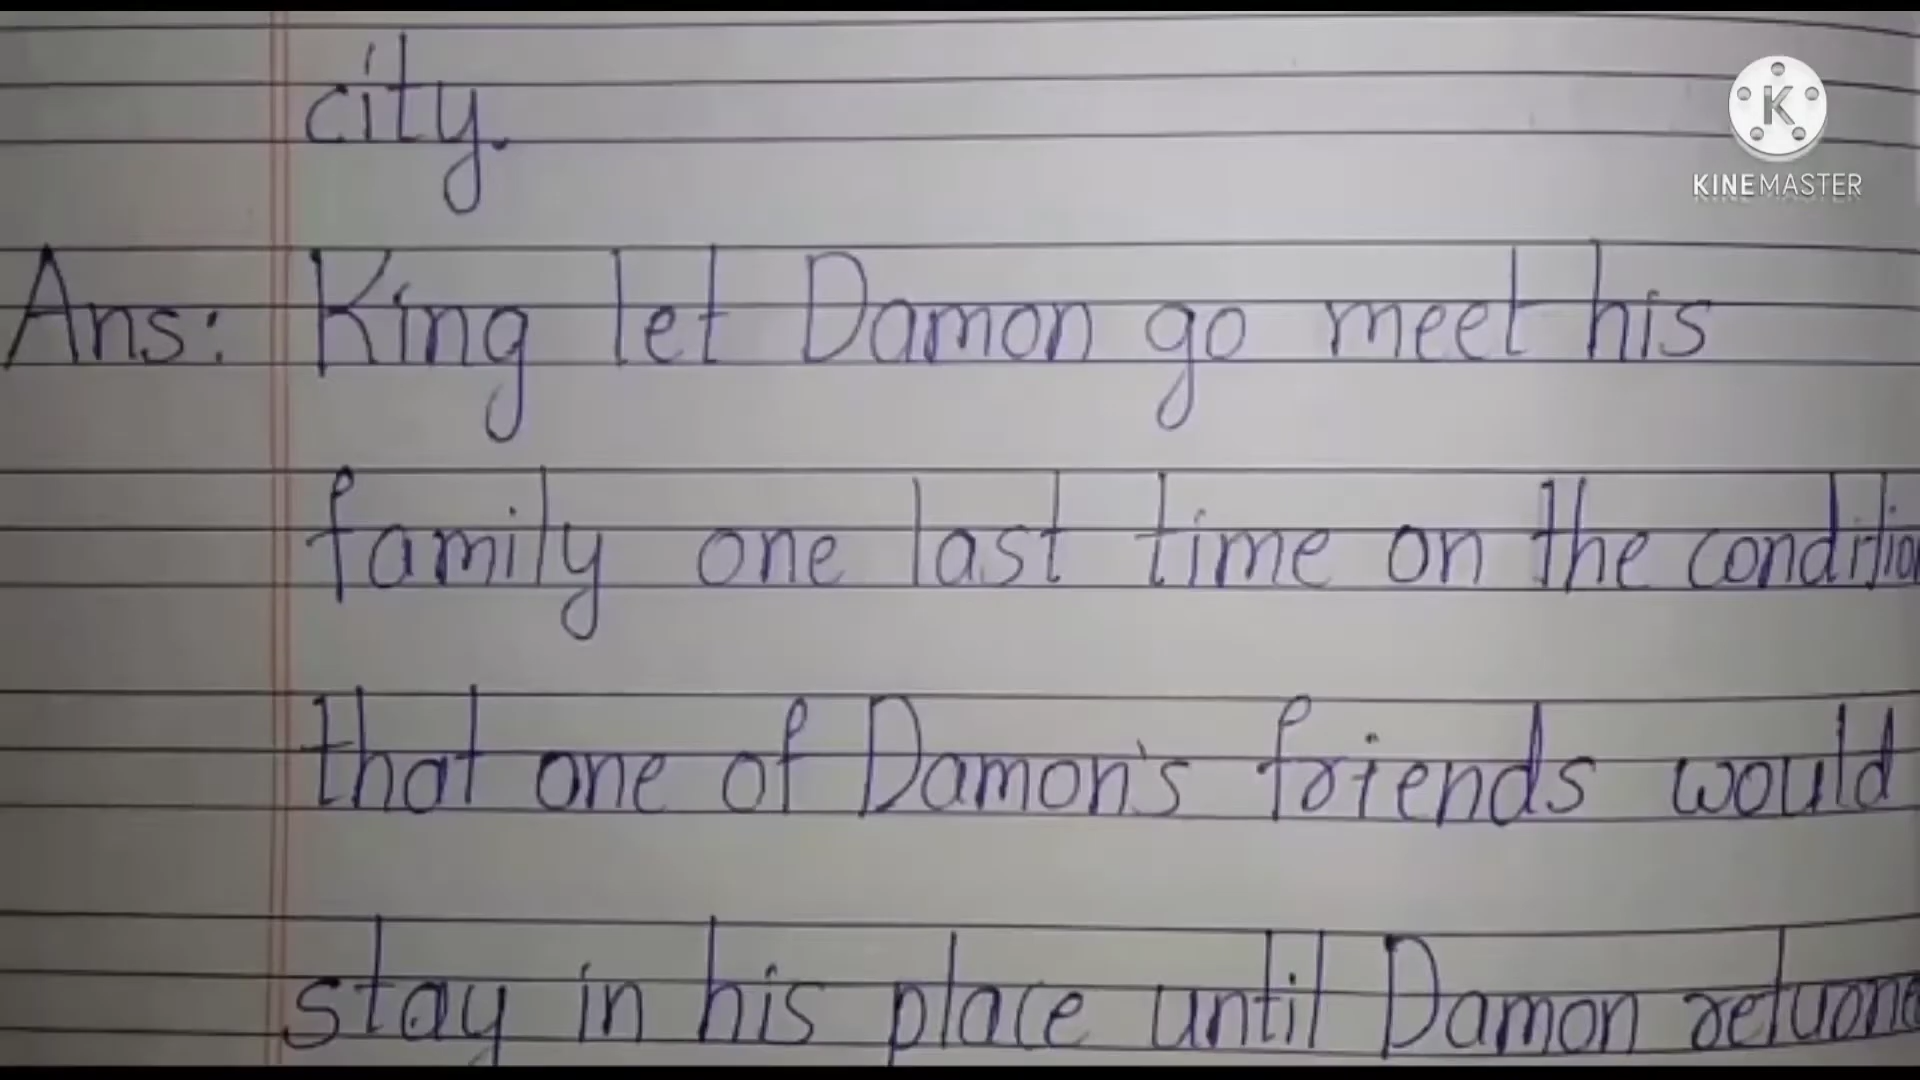 city.
KINEMASTER
Ans: King let Damon go meet his
family one last time on the condition
that one of Damon's friends would
stay in his place until Damon